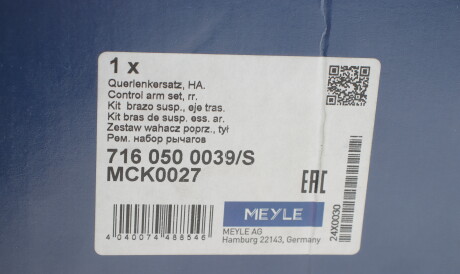 1 x
Querlenkersatz, HA.
Control arm set, rr.
Kit brazo susp., eje tras.
Kit bras de susp. ess. ar.
Zestaw wahacz poprz., tył
Рем. набор рычагов
716 050 0039/S
MCK0027
EAC
MEYLE
MEYLE AG
Hamburg 22143, Germany
4 040074 488546
24X0030